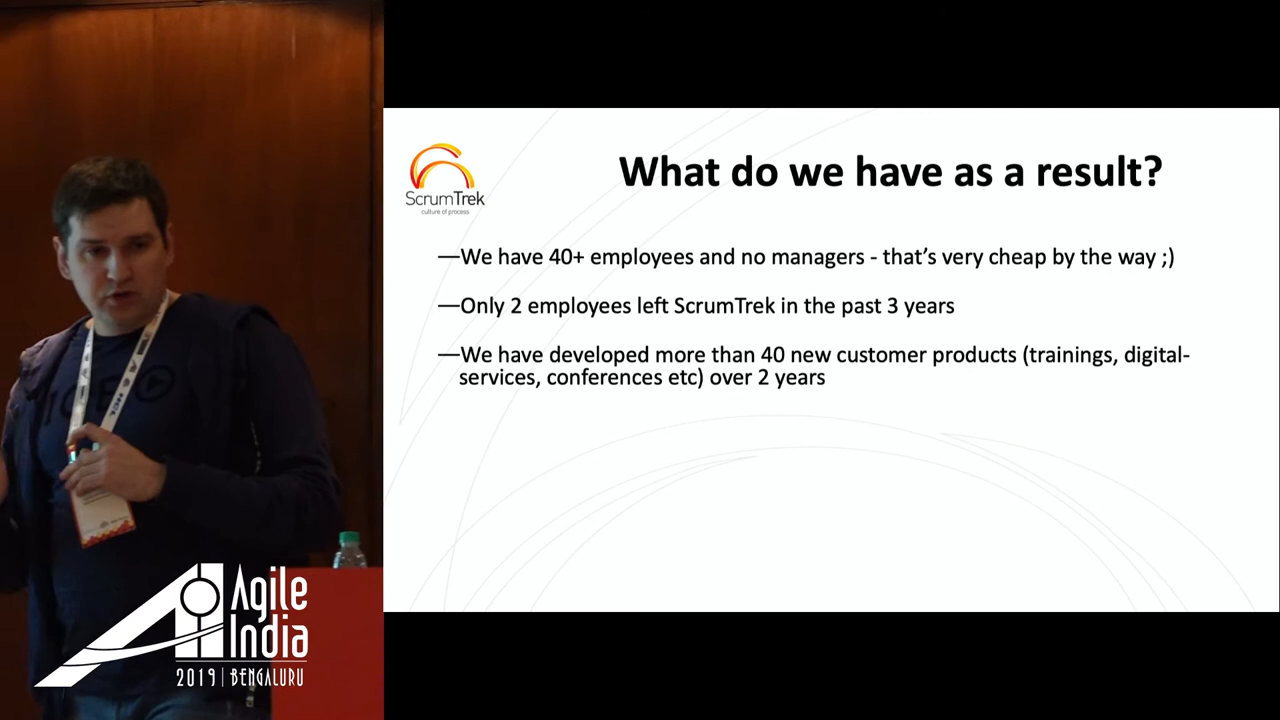 ScrumTrek
culture of process
What do we have as a result?
—We have 40+ employees and no managers - that's very cheap by the way ;)
—Only 2 employees left ScrumTrek in the past 3 years
—We have developed more than 40 new customer products (trainings, digital-
services, conferences etc) over 2 years
Agile
India
2019 | BENGALURU